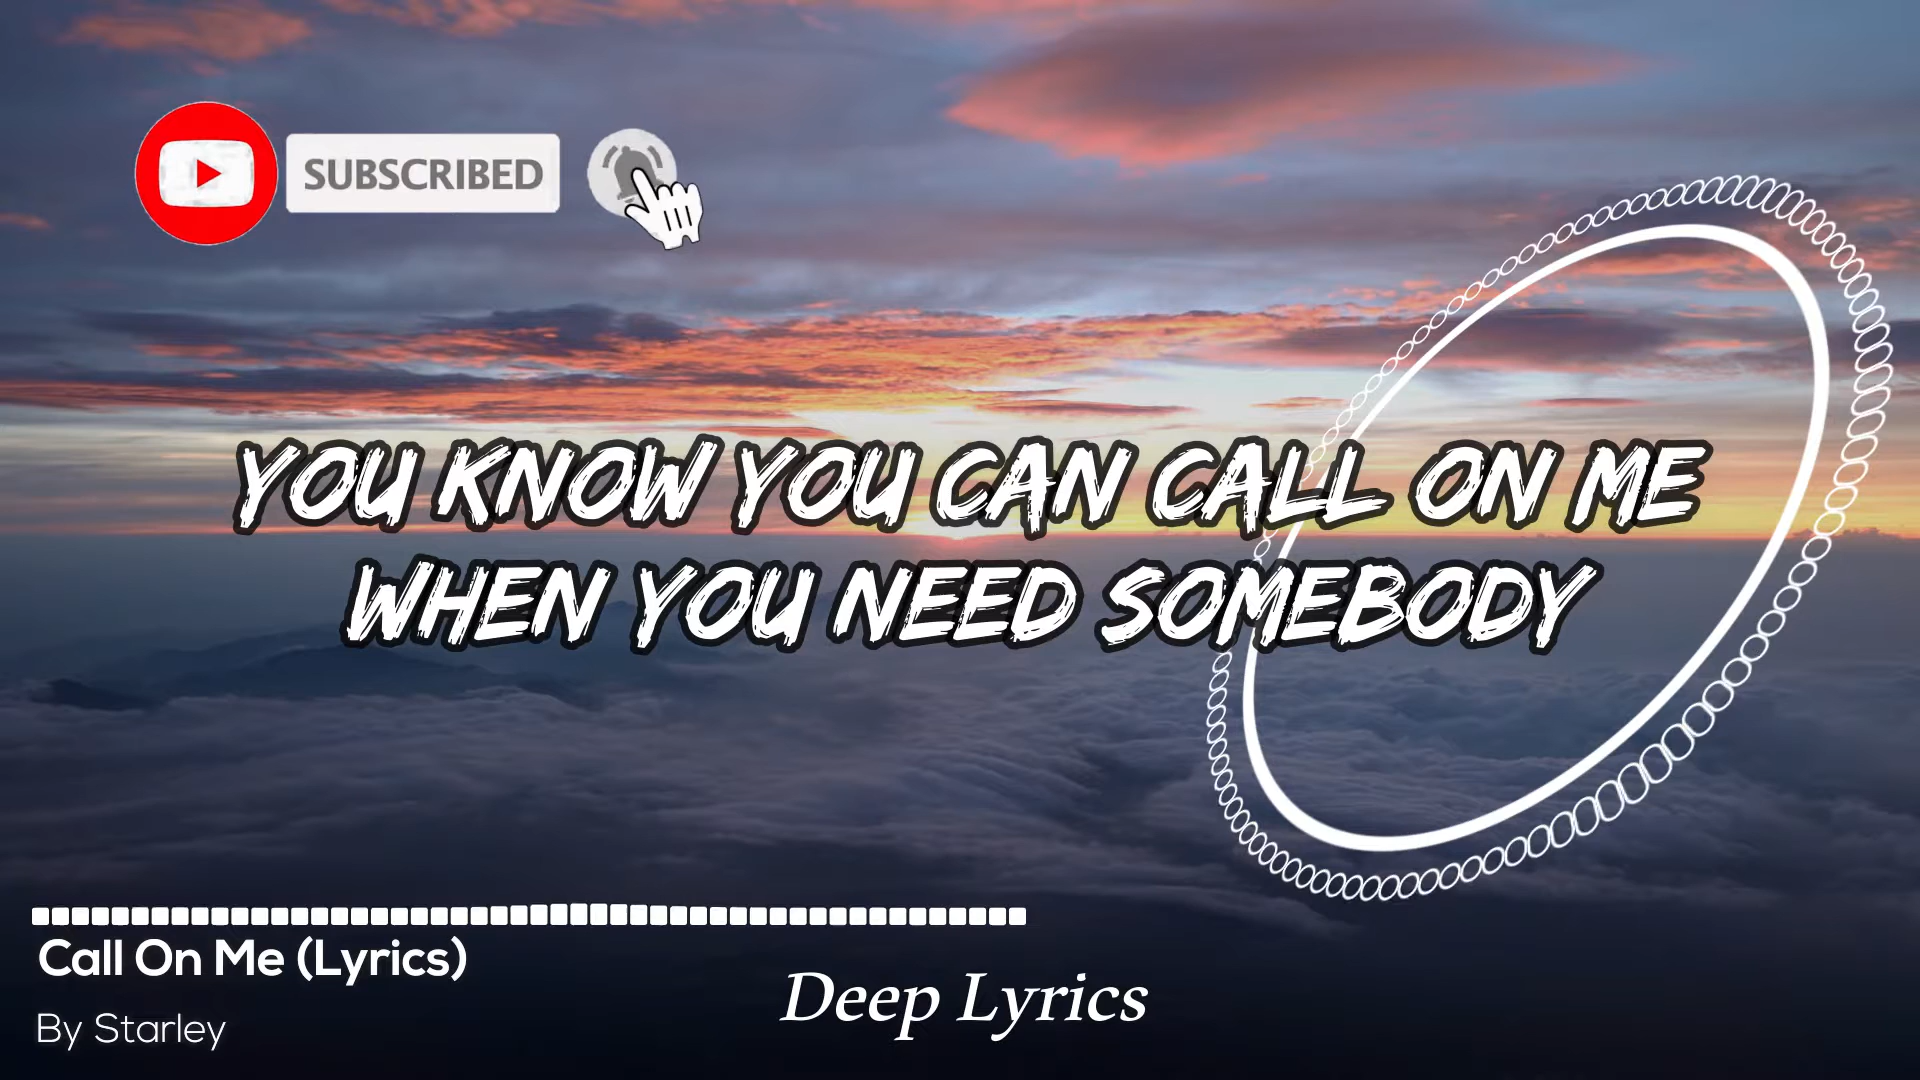 SUBSCRIBED
YOU KNOW YOU CAN CALL ON ME
WHEN YOU NEED SOMEBODY
Call On Me (Lyrics)
By Starley
Deep Lyrics